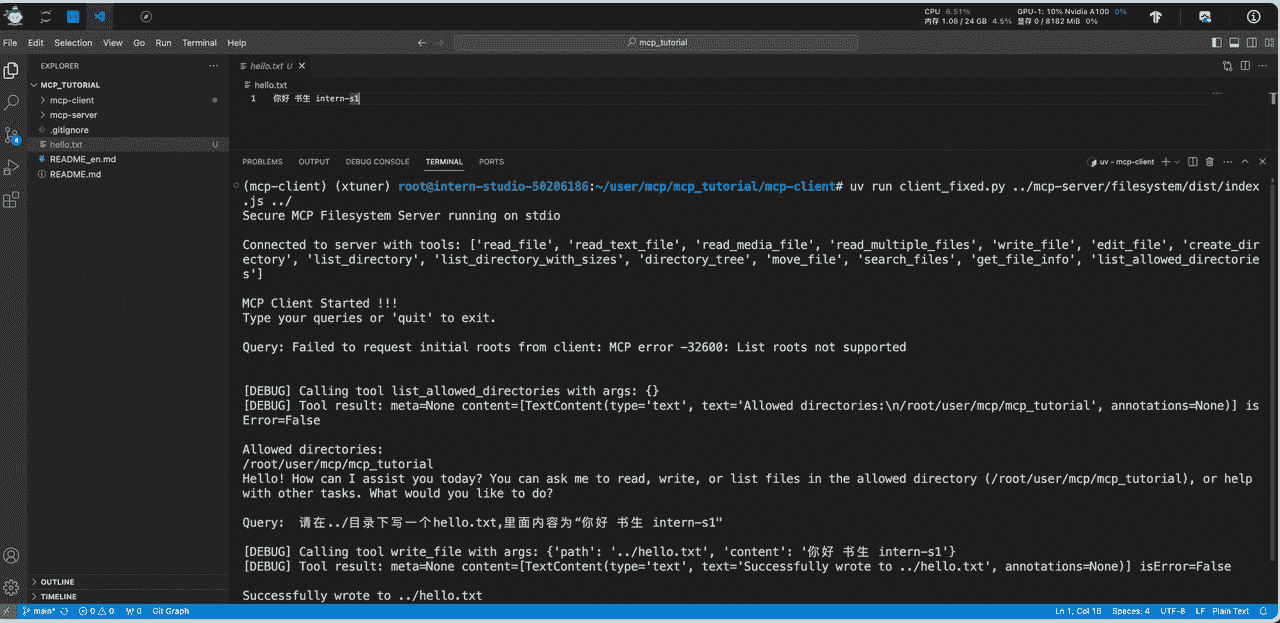 CPU 6.51%
内存 1.08 / 24 GB 4.5%
GPU-1: 10% Nvidia A100 0%
显存 0 / 8182 MiB 0%
File Edit Selection View Go Run Terminal Help
mcp_tutorial
EXPLORER
MCP_TUTORIAL
mcp-client
mcp-server
.gitignore
hello.txt U
README_en.md
README.md
OUTLINE
TIMELINE
hello.txt U
hello.txt
1 你好 书生 intern-s1
PROBLEMS OUTPUT DEBUG CONSOLE TERMINAL PORTS
uv - mcp-client
(mcp-client) (xtuner) root@intern-studio-50206186:~/user/mcp/mcp_tutorial/mcp-client# uv run client_fixed.py ../mcp-server/filesystem/dist/index
.js ../
Secure MCP Filesystem Server running on stdio
Connected to server with tools: ['read_file', 'read_text_file', 'read_media_file', 'read_multiple_files', 'write_file', 'edit_file', 'create_dir
ectory', 'list_directory', 'list_directory_with_sizes', 'directory_tree', 'move_file', 'search_files', 'get_file_info', 'list_allowed_directorie
s']
MCP Client Started !!!
Type your queries or 'quit' to exit.
Query: Failed to request initial roots from client: MCP error -32600: List roots not supported
[DEBUG] Calling tool list_allowed_directories with args: {}
[DEBUG] Tool result: meta=None content=[TextContent(type='text', text='Allowed directories:\n/root/user/mcp/mcp_tutorial', annotations=None)] is
Error=False
Allowed directories:
/root/user/mcp/mcp_tutorial
Hello! How can I assist you today? You can ask me to read, write, or list files in the allowed directory (/root/user/mcp/mcp_tutorial), or help
with other tasks. What would you like to do?
Query: 请在../目录下写一个hello.txt,里面内容为“你好 书生 intern-s1"
[DEBUG] Calling tool write_file with args: {'path': '../hello.txt', 'content': '你好 书生 intern-s1'}
[DEBUG] Tool result: meta=None content=[TextContent(type='text', text='Successfully wrote to ../hello.txt', annotations=None)] isError=False
Successfully wrote to ../hello.txt
main* 0 0 0 Git Graph
Ln 1, Col 16 Spaces: 4 UTF-8 LF Plain Text